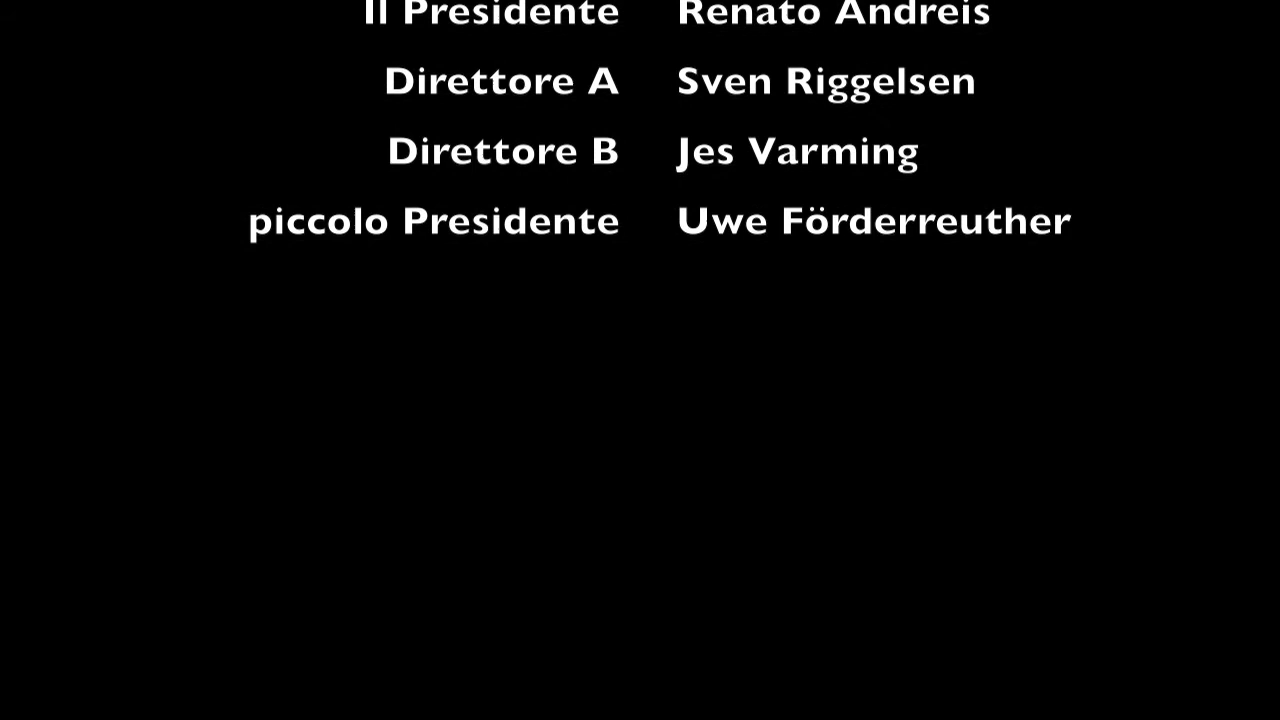 Il Presidente Renato Andreis
Direttore A Sven Riggelsen
Direttore B Jes Varming
piccolo Presidente Uwe Förderreuther